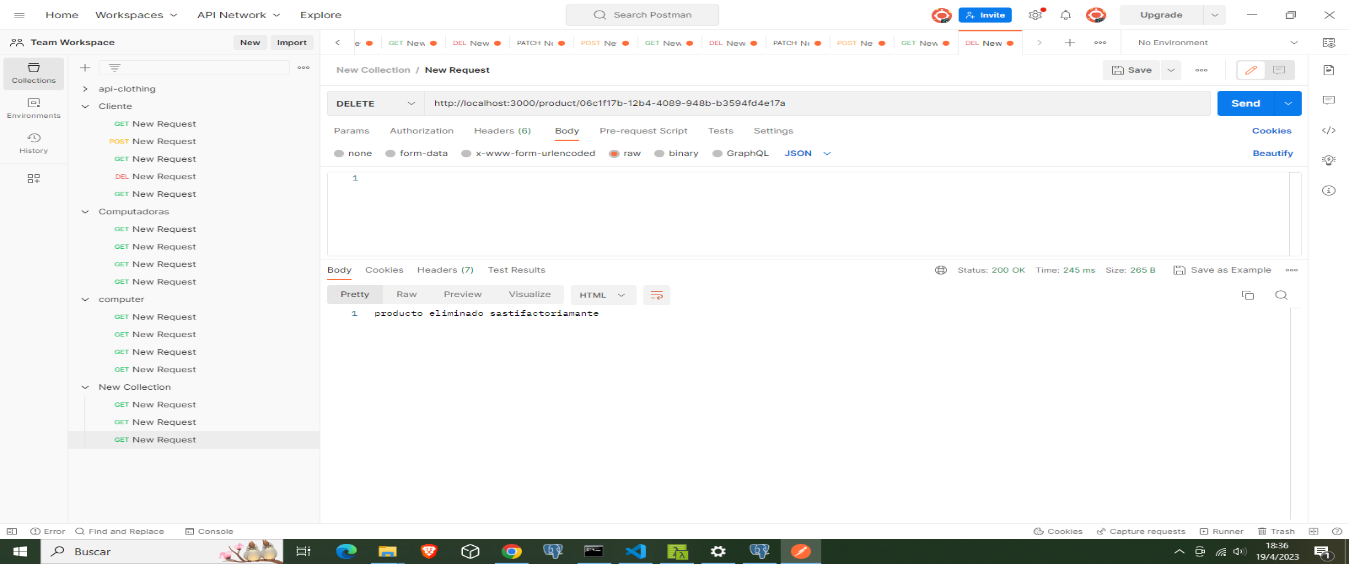 Home Workspaces API Network Explore Search Postman Invite Upgrade
Team Workspace New Import e GET New DEL New PATCH Ne POST Ne GET New DEL New PATCH Ne POST Ne GET New DEL New No Environment
Collections
Environments
History
api-clothing
Cliente
GET New Request
POST New Request
GET New Request
DEL New Request
GET New Request
Computadoras
GET New Request
GET New Request
GET New Request
GET New Request
computer
GET New Request
GET New Request
GET New Request
GET New Request
New Collection
GET New Request
GET New Request
GET New Request
New Collection / New Request Save
DELETE http://localhost:3000/product/06c1f17b-12b4-4089-948b-b3594fd4e17a Send
Params Authorization Headers (6) Body Pre-request Script Tests Settings Cookies
none form-data x-www-form-urlencoded raw binary GraphQL JSON Beautify
1
Body Cookies Headers (7) Test Results Status: 200 OK Time: 245 ms Size: 265 B Save as Example
Pretty Raw Preview Visualize HTML
1 producto eliminado sastifactoriamante
Error Find and Replace Console Cookies Capture requests Runner Trash
Buscar
18:36
19/4/2023
1